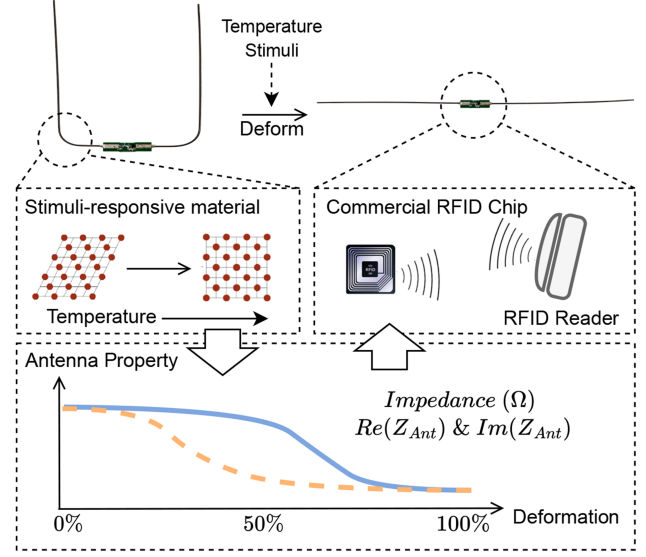 Temperature
Stimuli
Deform
Stimuli-responsive material
Temperature
Commercial RFID Chip
RFID
RFID Reader
Antenna Property
Impedance (Ω)
Re(Z_Ant) & Im(Z_Ant)
0%
50%
100%
Deformation